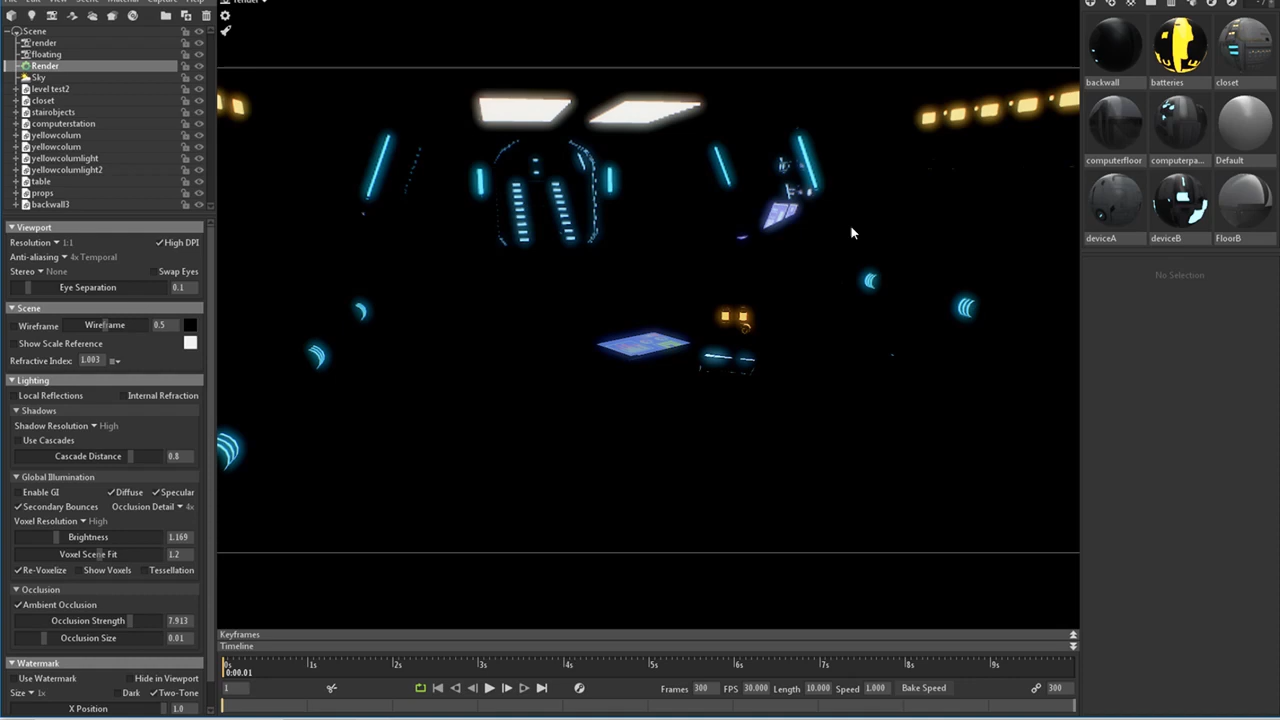 render
Scene
render
floating
Render
Sky
level test2
closet
stairobjects
computerstation
yellowcolum
yellowcolum
yellowcolumlight
yellowcolumlight2
table
props
backwall3
Viewport
Resolution 1:1 High DPI
Anti-aliasing 4x Temporal
Stereo None Swap Eyes
Eye Separation 0.1
Scene
Wireframe Wireframe 0.5
Show Scale Reference
Refractive Index: 1.003
Lighting
Local Reflections Internal Refraction
Shadows
Shadow Resolution High
Use Cascades
Cascade Distance 0.8
Global Illumination
Enable GI Diffuse Specular
Secondary Bounces Occlusion Detail 4x
Voxel Resolution High
Brightness 1.169
Voxel Scene Fit 1.2
Re-Voxelize Show Voxels Tessellation
Occlusion
Ambient Occlusion
Occlusion Strength 7.913
Occlusion Size 0.01
Watermark
Use Watermark Hide in Viewport
Size 1x Dark Two-Tone
X Position 1.0
Keyframes
Timeline
0s 1s 2s 3s 4s 5s 6s 7s 8s 9s
0:00.01
1 Frames 300 FPS 30.000 Length 10.000 Speed 1.000 Bake Speed 300
backwall batteries closet
computerfloor computerpa... Default
deviceA deviceB FloorB
No Selection